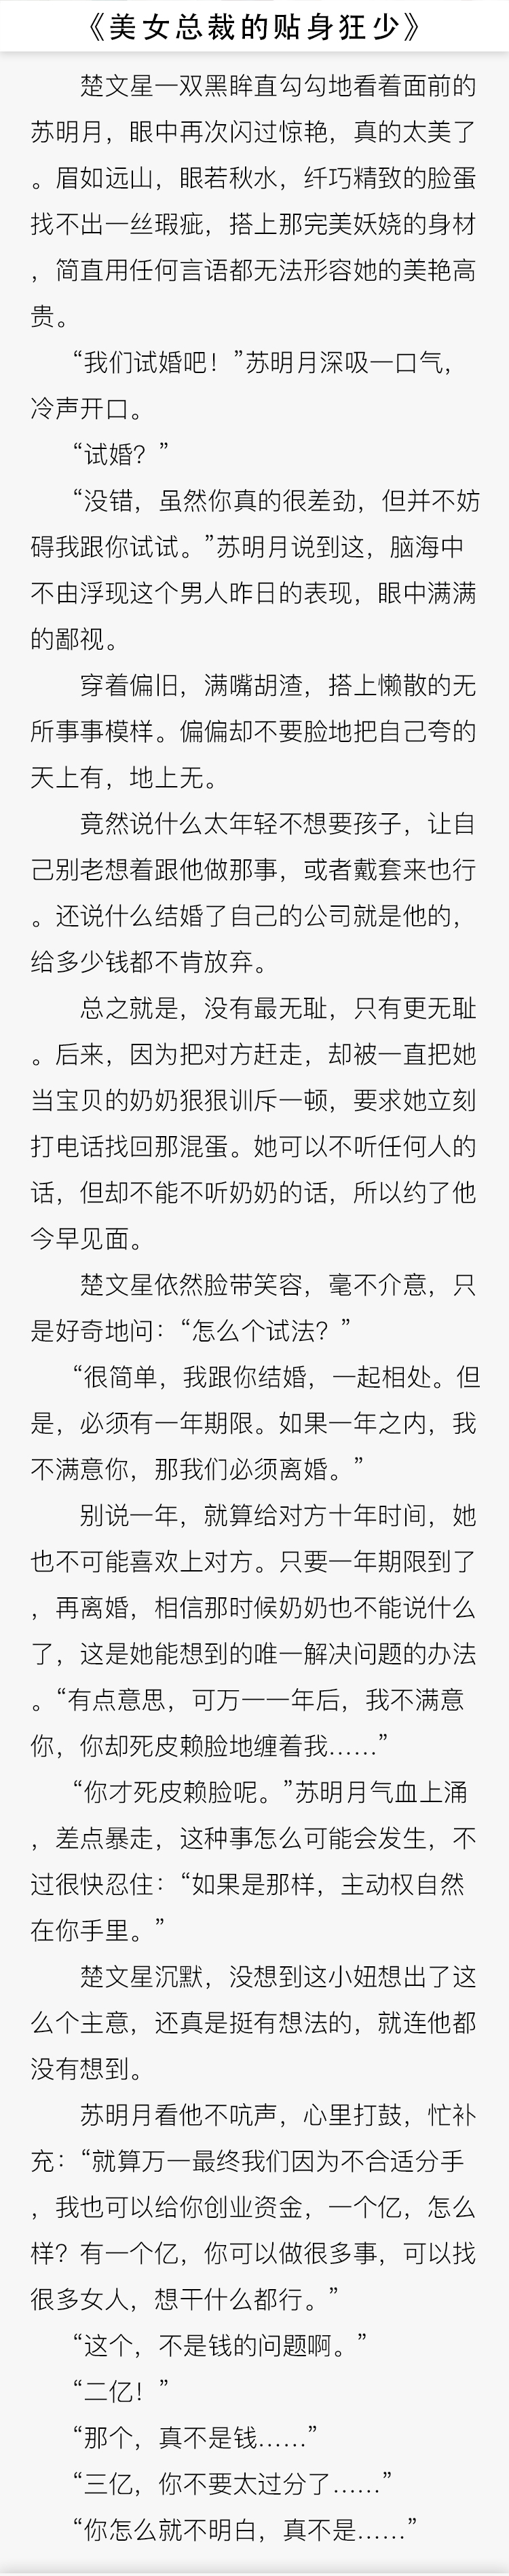 《美女总裁的贴身狂少》
楚文星一双黑眸直勾勾地看着面前的
苏明月，眼中再次闪过惊艳，真的太美了
。眉如远山，眼若秋水，纤巧精致的脸蛋
找不出一丝瑕疵，搭上那完美妖娆的身材
，简直用任何言语都无法形容她的美艳高
贵。
“我们试婚吧！”苏明月深吸一口气，
冷声开口。
“试婚？”
“没错，虽然你真的很差劲，但并不妨
碍我跟你试试。”苏明月说到这，脑海中
不由浮现这个男人昨日的表现，眼中满满
的鄙视。
穿着偏旧，满嘴胡渣，搭上懒散的无
所事事模样。偏偏却不要脸地把自己夸的
天上有，地上无。
竟然说什么太年轻不想要孩子，让自
己别老想着跟他做那事，或者戴套来也行
。还说什么结婚了自己的公司就是他的，
给多少钱都不肯放弃。
总之就是，没有最无耻，只有更无耻
。后来，因为把对方赶走，却被一直把她
当宝贝的奶奶狠狠训斥一顿，要求她立刻
打电话找回那混蛋。她可以不听任何人的
话，但却不能不听奶奶的话，所以约了他
今早见面。
楚文星依然脸带笑容，毫不介意，只
是好奇地问：“怎么个试法？”
“很简单，我跟你结婚，一起相处。但
是，必须有一年期限。如果一年之内，我
不满意你，那我们必须离婚。”
别说一年，就算给对方十年时间，她
也不可能喜欢上对方。只要一年期限到了
，再离婚，相信那时候奶奶也不能说什么
了，这是她能想到的唯一解决问题的办法
。“有点意思，可万一一年后，我不满意
你，你却死皮赖脸地缠着我……”
“你才死皮赖脸呢。”苏明月气血上涌
，差点暴走，这种事怎么可能会发生，不
过很快忍住：“如果是那样，主动权自然
在你手里。”
楚文星沉默，没想到这小妞想出了这
么个主意，还真是挺有想法的，就连他都
没有想到。
苏明月看他不吭声，心里打鼓，忙补
充：“就算万一最终我们因为不合适分手
，我也可以给你创业资金，一个亿，怎么
样？有一个亿，你可以做很多事，可以找
很多女人，想干什么都行。”
“这个，不是钱的问题啊。”
“二亿！”
“那个，真不是钱……”
“三亿，你不要太过分了……”
“你怎么就不明白，真不是……”